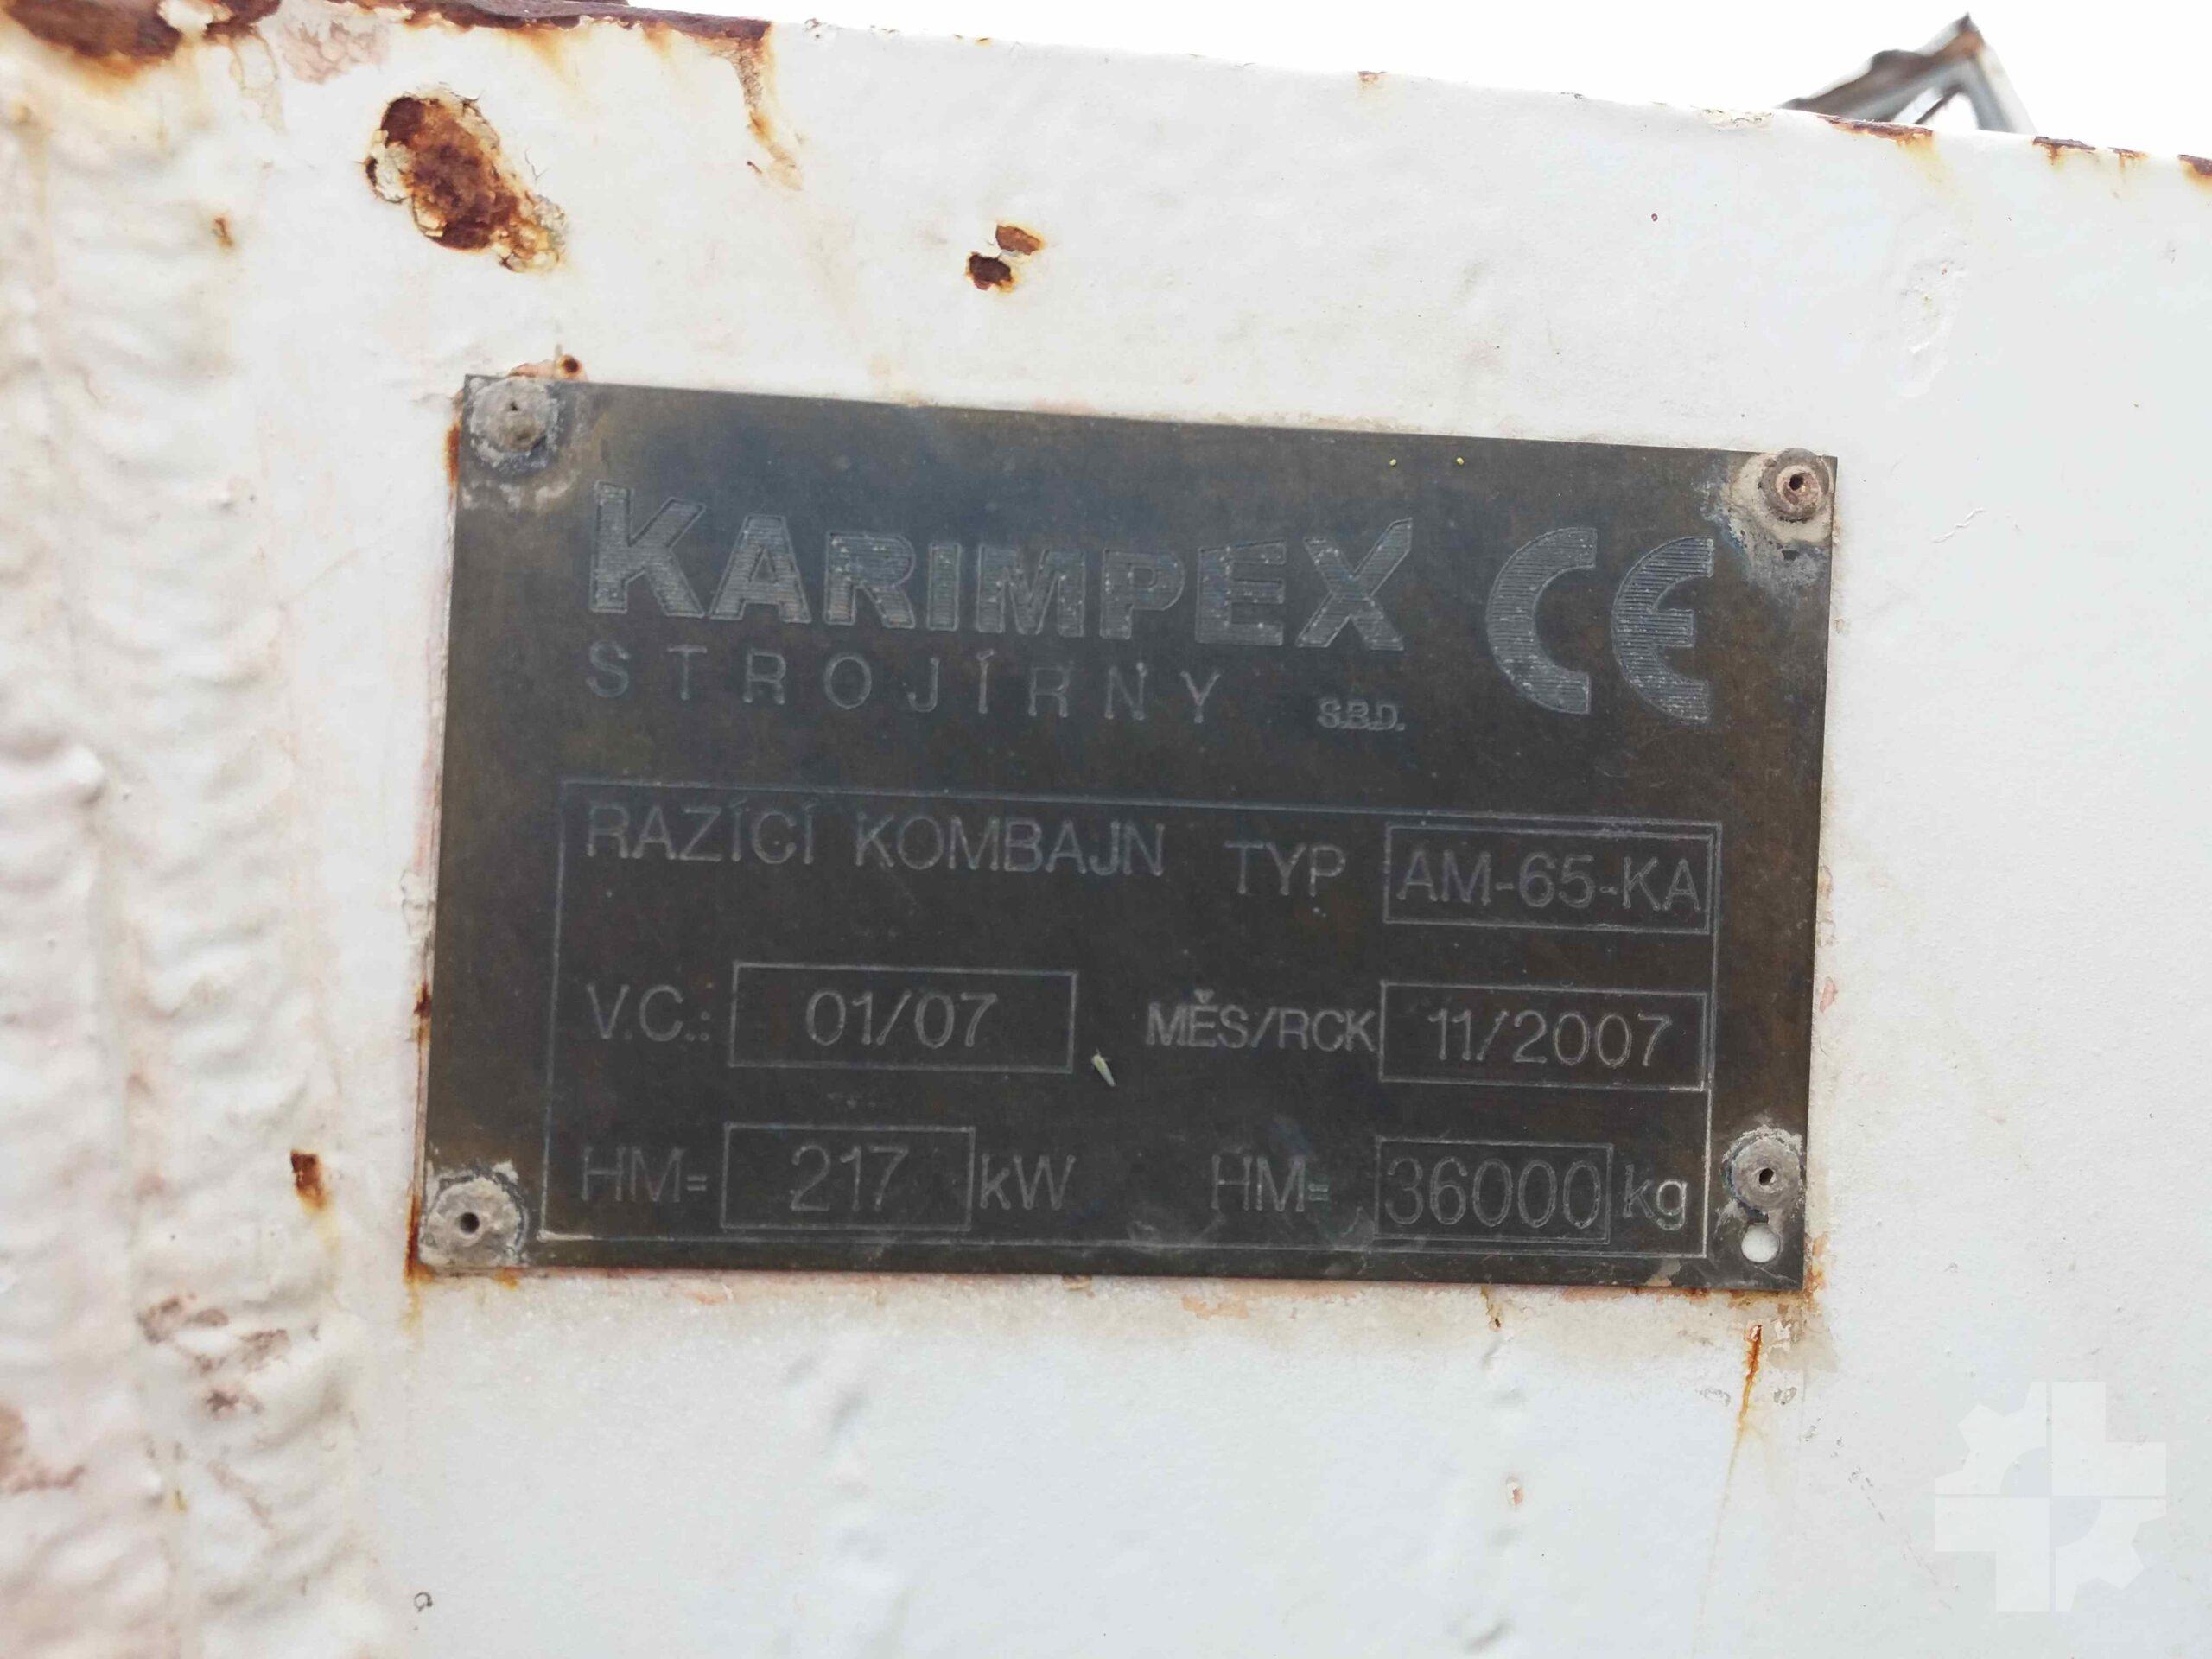 KARIMPEX CE
STROJÍRNY S.R.O.
RAZÍCÍ KOMBAJN TYP AM-65-KA
V.C.: 01/07 MĚS/RCK 11/2007
HM= 217 kW HM= 36000 kg